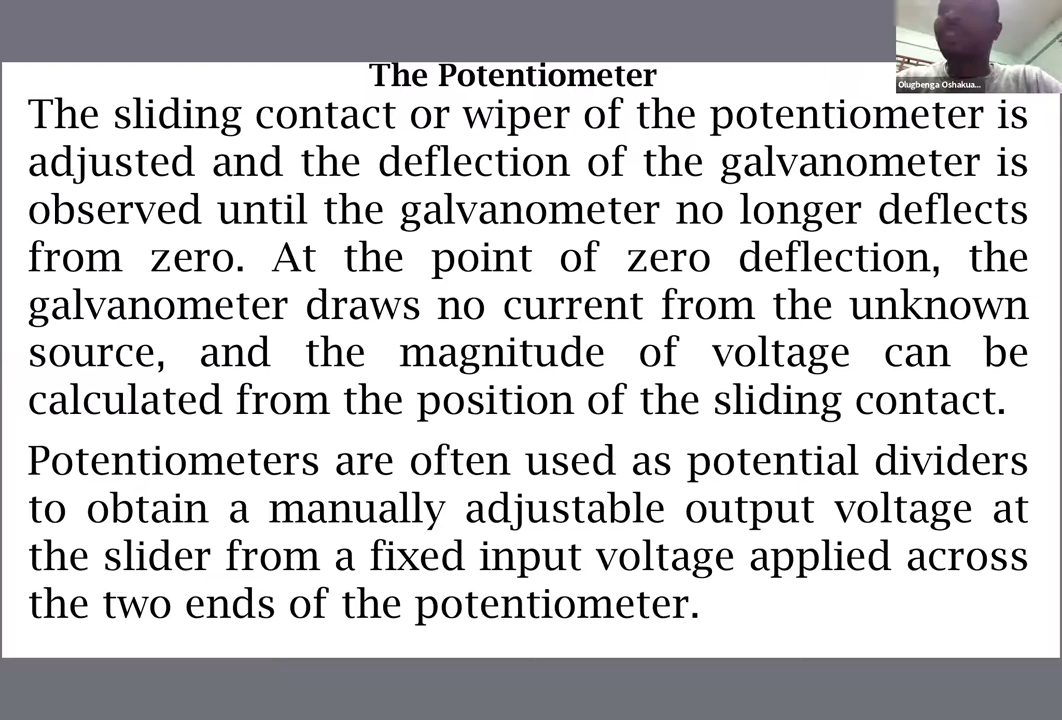 The Potentiometer
Olugbenga Oshakua...
The sliding contact or wiper of the potentiometer is
adjusted and the deflection of the galvanometer is
observed until the galvanometer no longer deflects
from zero. At the point of zero deflection, the
galvanometer draws no current from the unknown
source, and the magnitude of voltage can be
calculated from the position of the sliding contact.
Potentiometers are often used as potential dividers
to obtain a manually adjustable output voltage at
the slider from a fixed input voltage applied across
the two ends of the potentiometer.